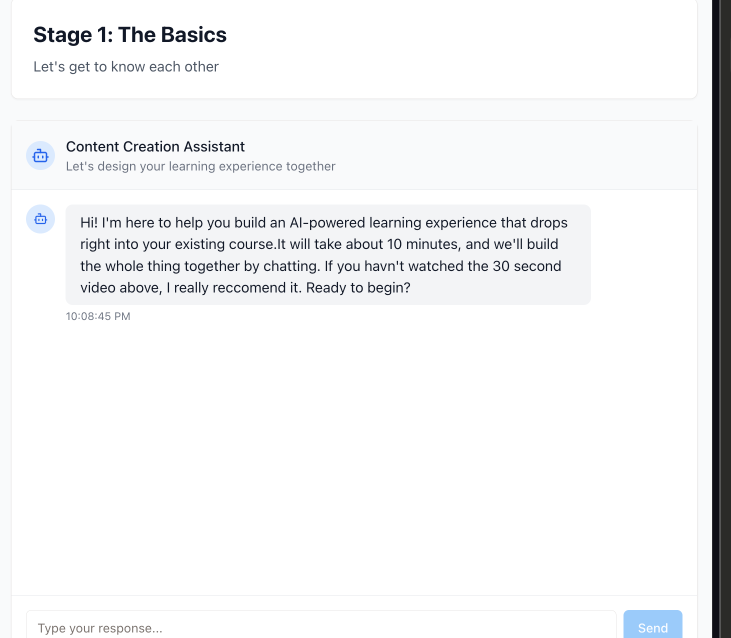 Stage 1: The Basics
Let's get to know each other
Content Creation Assistant
Let's design your learning experience together
Hi! I'm here to help you build an AI-powered learning experience that drops
right into your existing course.It will take about 10 minutes, and we'll build
the whole thing together by chatting. If you havn't watched the 30 second
video above, I really reccomend it. Ready to begin?
10:08:45 PM
Type your response...
Send